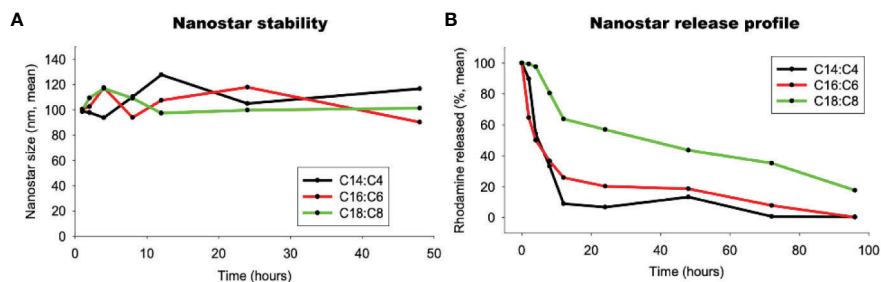 A
Nanostar stability
Nanostar size (nm, mean)
140
120
100
80
60
40
20
0
C14:C4
C16:C6
C18:C8
0
10
20
30
40
50
Time (hours)
B
Nanostar release profile
Rhodamine released (%, mean)
100
80
60
40
20
0
C14:C4
C16:C6
C18:C8
0
20
40
60
80
100
Time (hours)